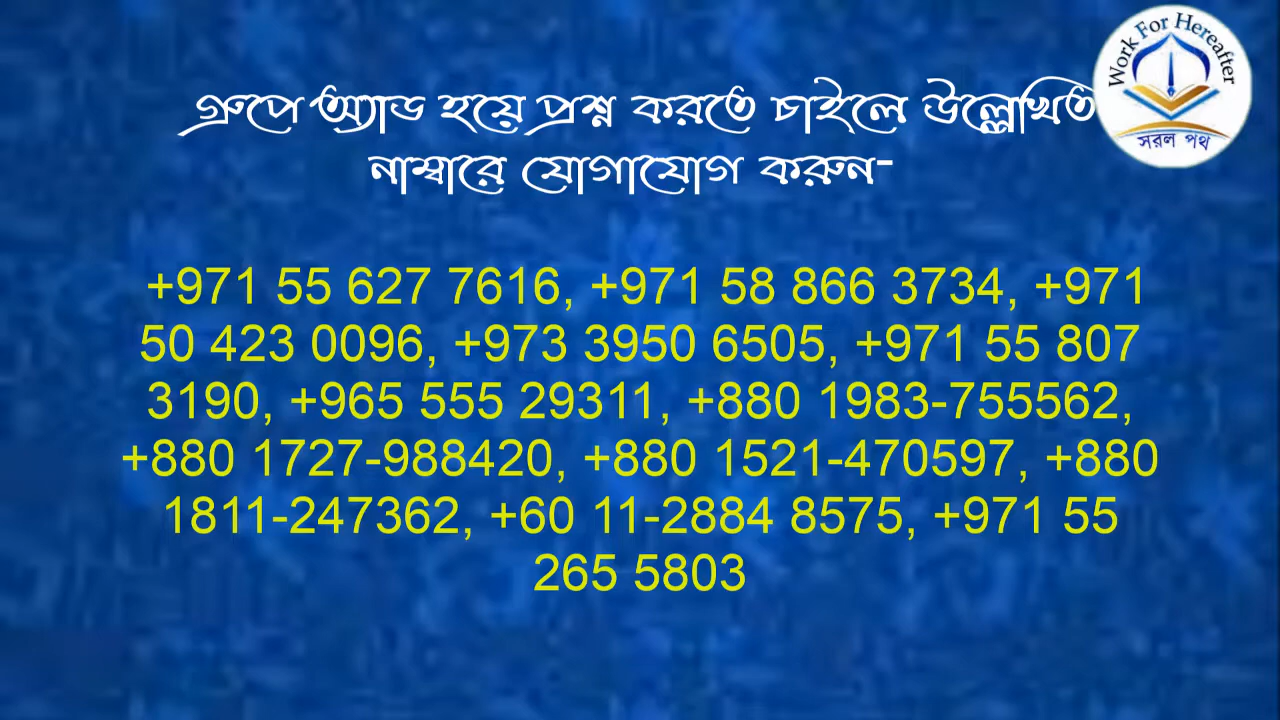 গ্রুপে অ্যাড হয়ে প্রশ্ন করতে চাইলে উল্লেখিত
নাম্বারে যোগাযোগ করুন-
Work For Hereafter
সরল পথ
+971 55 627 7616, +971 58 866 3734, +971
50 423 0096, +973 3950 6505, +971 55 807
3190, +965 555 29311, +880 1983-755562,
+880 1727-988420, +880 1521-470597, +880
1811-247362, +60 11-2884 8575, +971 55
265 5803